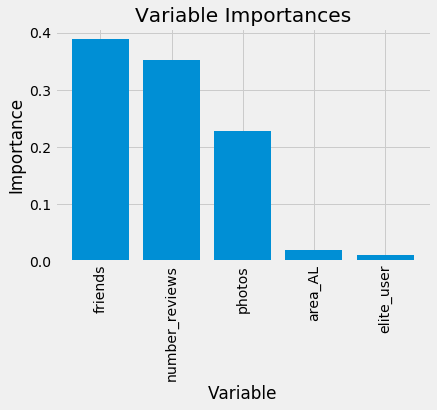 Variable Importances
Importance
0.4
0.3
0.2
0.1
0.0
friends
number_reviews
photos
area_AL
elite_user
Variable